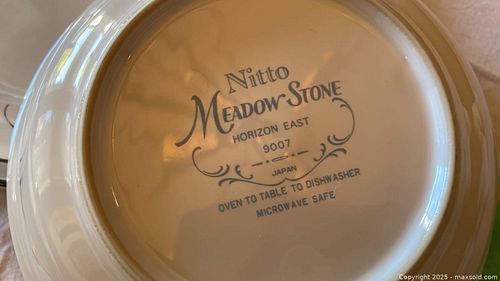 Nitto
MEADOW STONE
HORIZON EAST
9007
JAPAN
OVEN TO TABLE TO DISHWASHER
MICROWAVE SAFE
Copyright © 2025 - maxsold.com